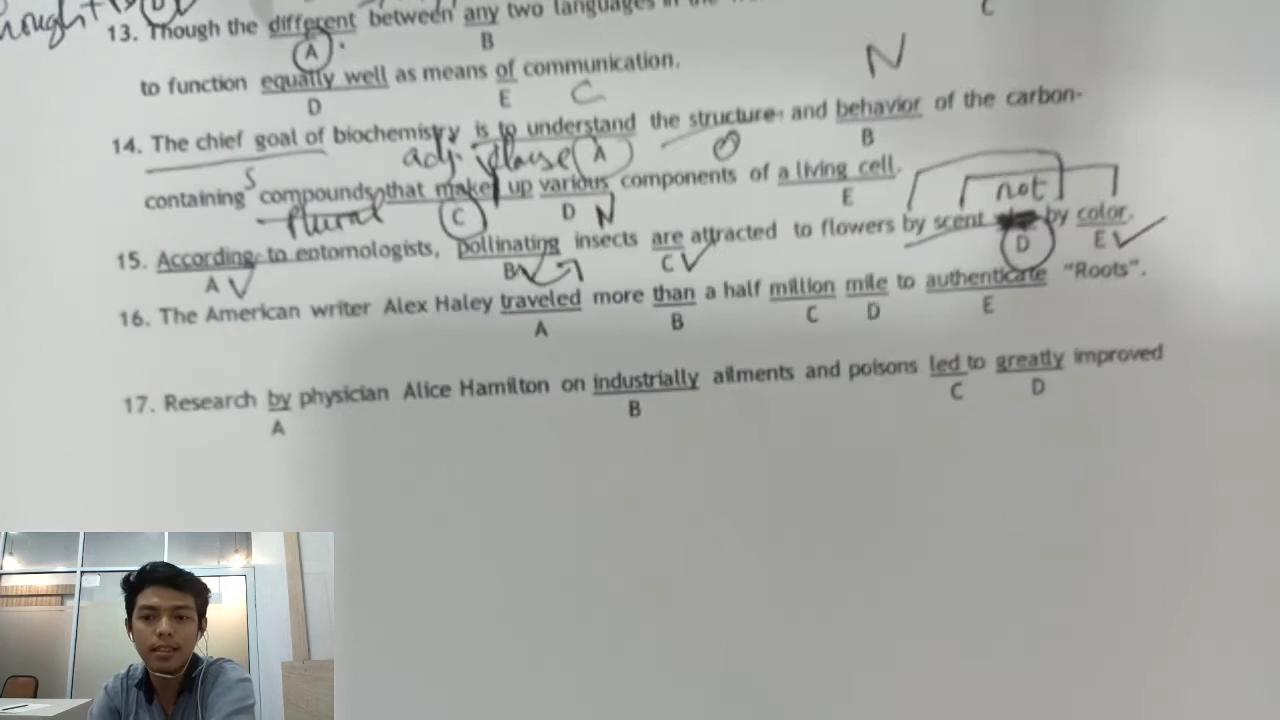 13. Though the different between any two languages in the
A B C
to function equally well as means of communication.
D E C N
14. The chief goal of biochemistry is to understand the structure and behavior of the carbon-
adj. clause A O B
containing compounds that make up various components of a living cell.
S plural C D N E not
15. According to entomologists, pollinating insects are attracted to flowers by scent by color.
A B C D E
16. The American writer Alex Haley traveled more than a half million mile to authenticate "Roots".
A B C D E
17. Research by physician Alice Hamilton on industrially ailments and poisons led to greatly improved
A B C D